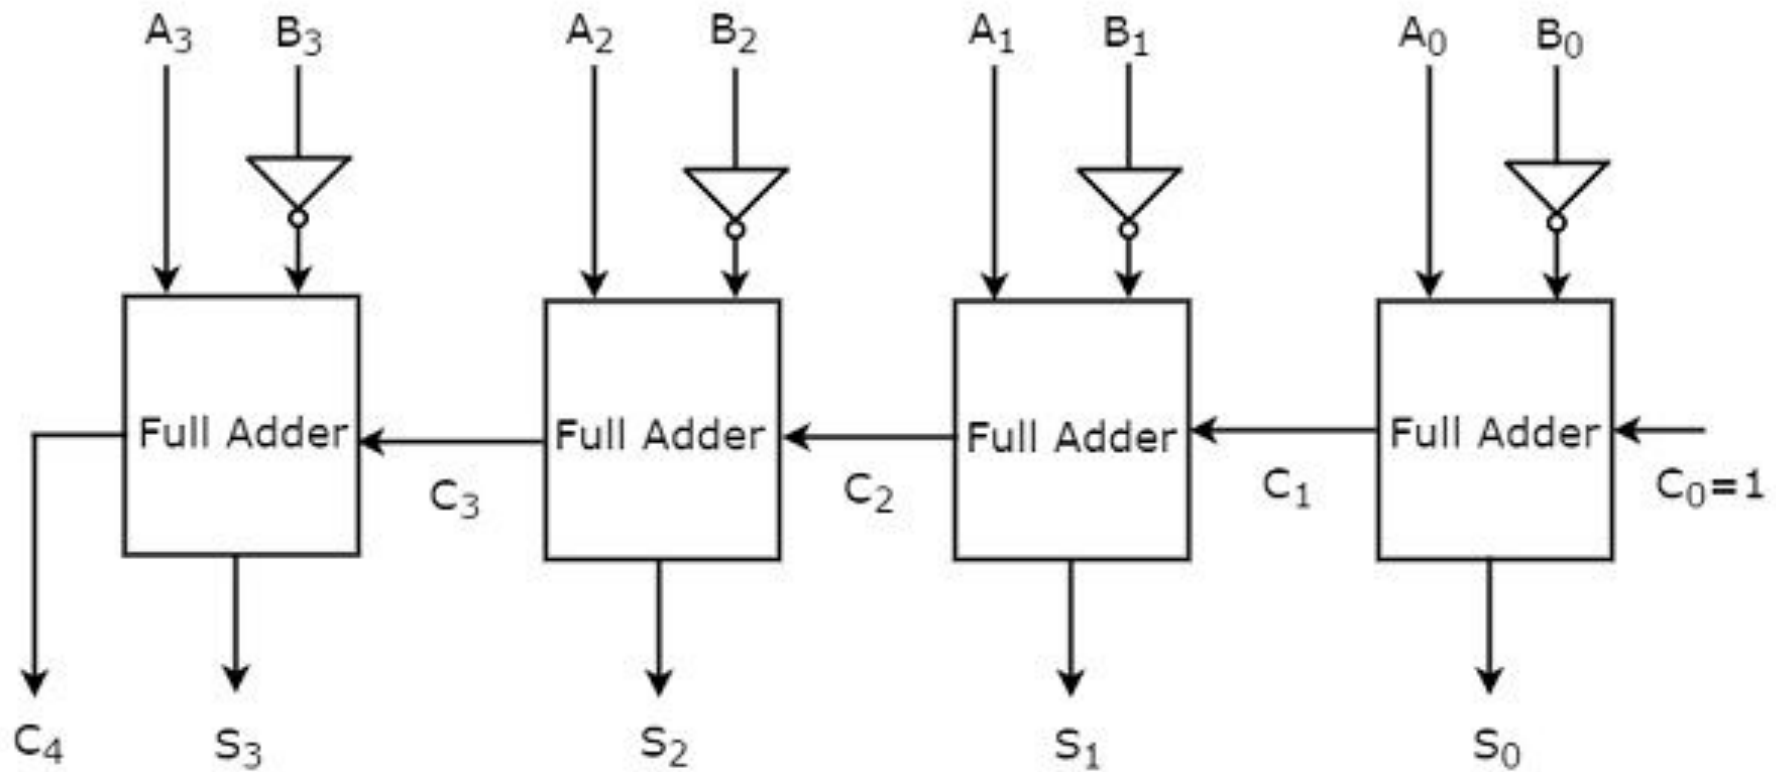 A₃ B₃ A₂ B₂ A₁ B₁ A₀ B₀
Full Adder Full Adder Full Adder Full Adder
C₃ C₂ C₁ C₀=1
C₄ S₃ S₂ S₁ S₀